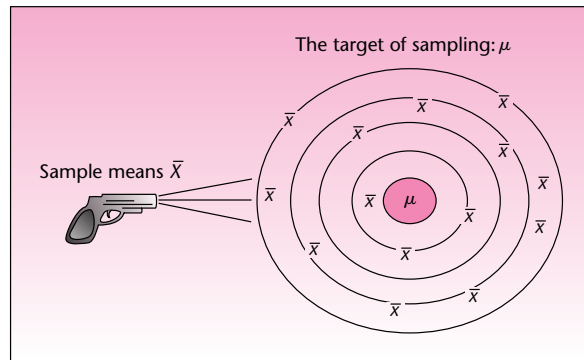 The target of sampling: μ
Sample means X̅
x̅
x̅
x̅
x̅
x̅
x̅
x̅
x̅
μ
x̅
x̅
x̅
x̅
x̅
x̅